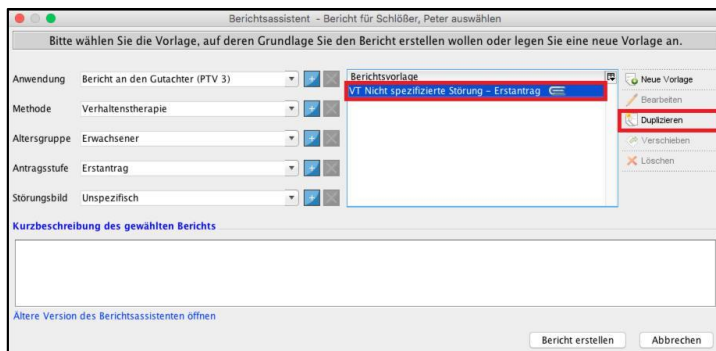 Berichtsassistent - Bericht für Schlößer, Peter auswählen
Bitte wählen Sie die Vorlage, auf deren Grundlage Sie den Bericht erstellen wollen oder legen Sie eine neue Vorlage an.
Anwendung Bericht an den Gutachter (PTV 3)
Methode Verhaltenstherapie
Altersgruppe Erwachsener
Antragsstufe Erstantrag
Störungsbild Unspezifisch
Berichtsvorlage
VT Nicht spezifizierte Störung - Erstantrag
Neue Vorlage
Bearbeiten
Duplizieren
Verschieben
Löschen
Kurzbeschreibung des gewählten Berichts
Ältere Version des Berichtsassistenten öffnen
Bericht erstellen Abbrechen